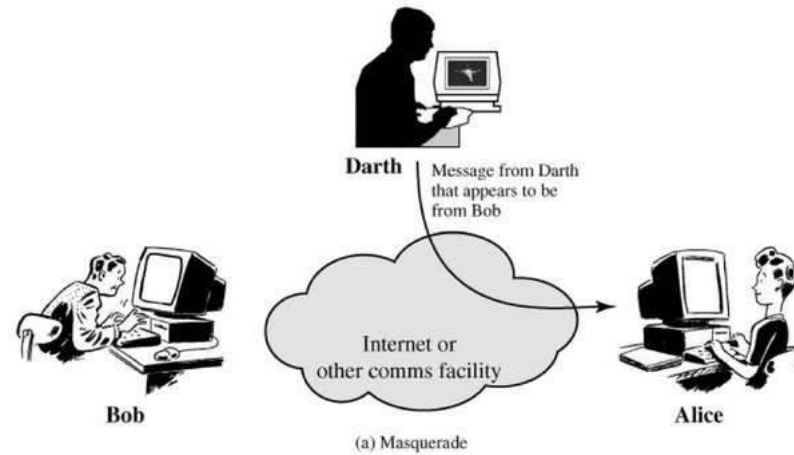 Darth
Message from Darth
that appears to be
from Bob
Internet or
other comms facility
Bob
Alice
(a) Masquerade